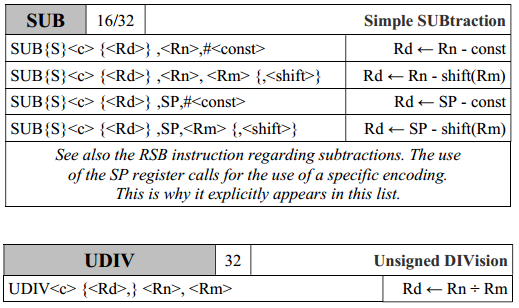 SUB 16/32 Simple SUBtraction
SUB{S}<c> {<Rd>} ,<Rn>,#<const> Rd ← Rn - const
SUB{S}<c> {<Rd>} ,<Rn>, <Rm> {,<shift>} Rd ← Rn - shift(Rm)
SUB{S}<c> {<Rd>} ,SP,#<const> Rd ← SP - const
SUB{S}<c> {<Rd>} ,SP,<Rm> {,<shift>} Rd ← SP - shift(Rm)
See also the RSB instruction regarding subtractions. The use
of the SP register calls for the use of a specific encoding.
This is why it explicitly appears in this list.
UDIV 32 Unsigned DIVision
UDIV<c> {<Rd>,} <Rn>, <Rm> Rd ← Rn ÷ Rm